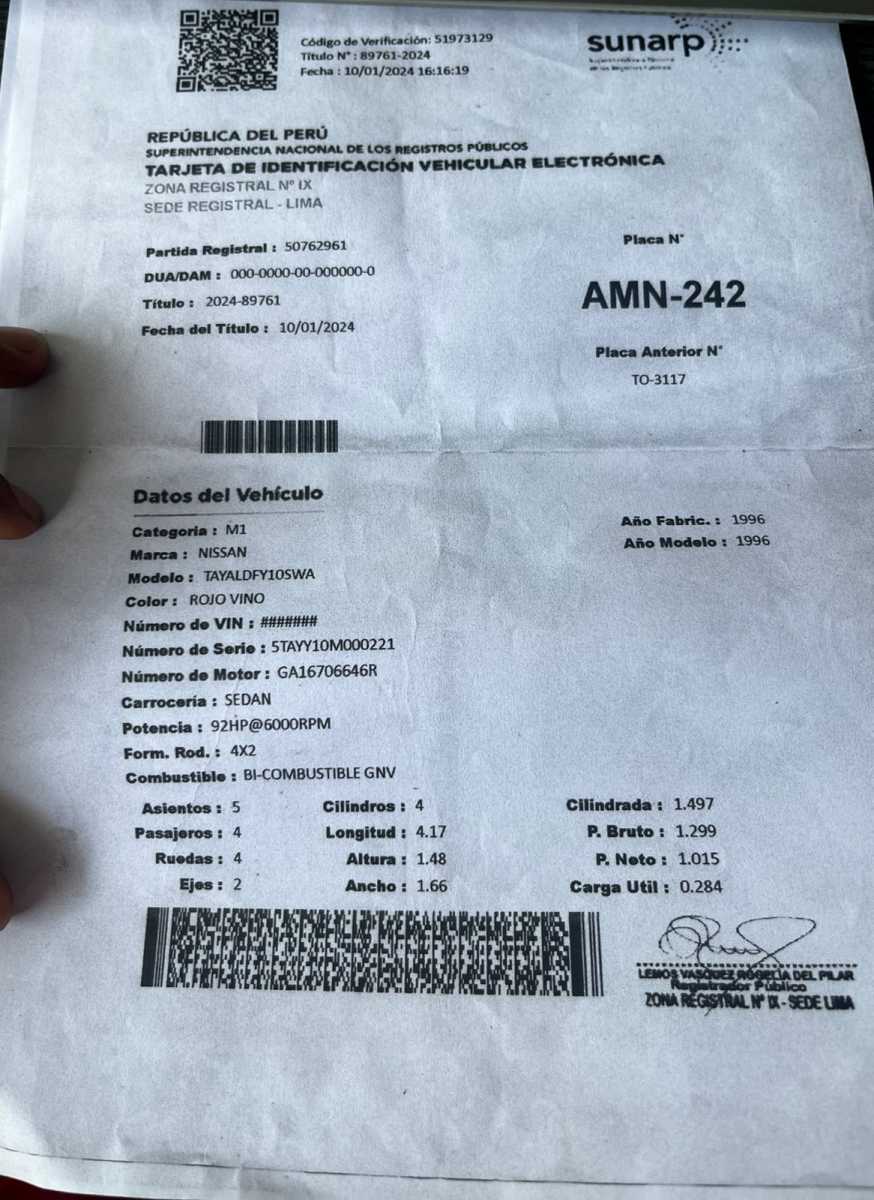 Código de Verificación: 51973129
Título N° : 89761-2024
Fecha : 10/01/2024 16:16:19
sunarp
REPÚBLICA DEL PERÚ
SUPERINTENDENCIA NACIONAL DE LOS REGISTROS PÚBLICOS
TARJETA DE IDENTIFICACIÓN VEHICULAR ELECTRÓNICA
ZONA REGISTRAL N° IX
SEDE REGISTRAL - LIMA
Partida Registral : 50762961
DUA/DAM : 000-0000-00-000000-0
Título : 2024-89761
Fecha del Título : 10/01/2024
Placa N°
AMN-242
Placa Anterior N°
TO-3117
Datos del Vehículo
Categoria : M1
Marca : NISSAN
Modelo : TAYALDFY10SWA
Color : ROJO VINO
Número de VIN : #######
Número de Serie : 5TAYY10M000221
Número de Motor : GA16706646R
Carrocería : SEDAN
Potencia : 92HP@6000RPM
Form. Rod. : 4X2
Combustible : BI-COMBUSTIBLE GNV
Año Fabric. : 1996
Año Modelo : 1996
Asientos : 5 Cilindros : 4 Cilindrada : 1.497
Pasajeros : 4 Longitud : 4.17 P. Bruto : 1.299
Ruedas : 4 Altura : 1.48 P. Neto : 1.015
Ejes : 2 Ancho : 1.66 Carga Util : 0.284
LEMOS VASQUEZ ROGELIA DEL PILAR
Registrador Público
ZONA REGISTRAL N° IX - SEDE LIMA